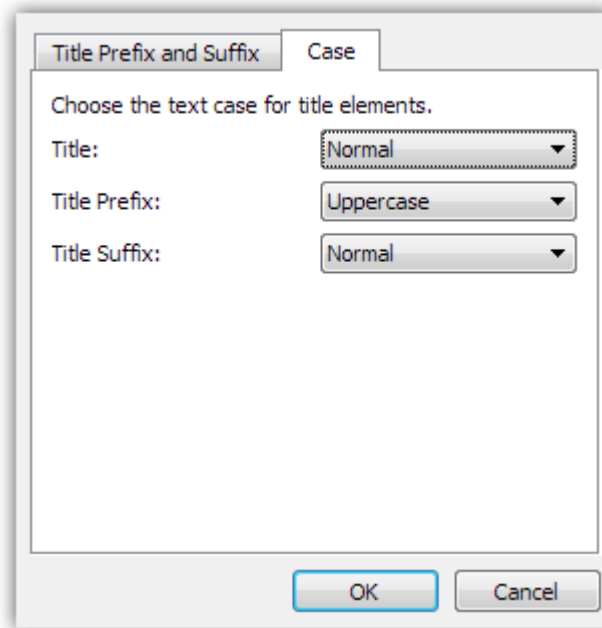 Title Prefix and Suffix Case
Choose the text case for title elements.
Title: Normal
Title Prefix: Uppercase
Title Suffix: Normal
OK Cancel